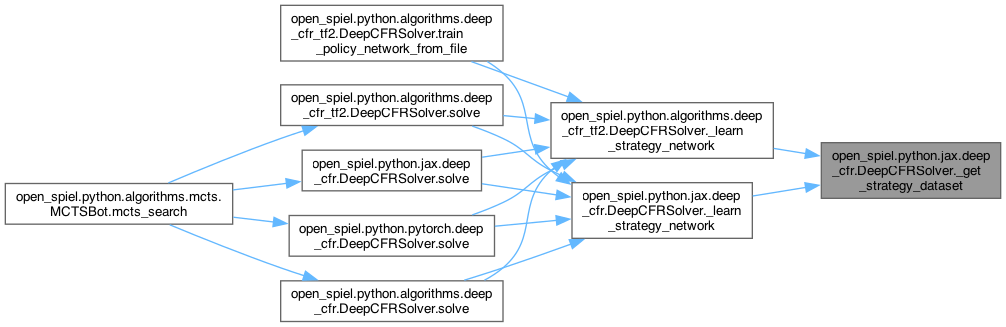 open_spiel.python.algorithms.deep
_cfr_tf2.DeepCFRSolver.train
_policy_network_from_file
open_spiel.python.algorithms.deep
_cfr_tf2.DeepCFRSolver.solve
open_spiel.python.jax.deep
_cfr.DeepCFRSolver.solve
open_spiel.python.algorithms.mcts.
MCTSBot.mcts_search
open_spiel.python.pytorch.deep
_cfr.DeepCFRSolver.solve
open_spiel.python.algorithms.deep
_cfr.DeepCFRSolver.solve
open_spiel.python.algorithms.deep
_cfr_tf2.DeepCFRSolver._learn
_strategy_network
open_spiel.python.jax.deep
_cfr.DeepCFRSolver._learn
_strategy_network
open_spiel.python.jax.deep
_cfr.DeepCFRSolver._get
_strategy_dataset